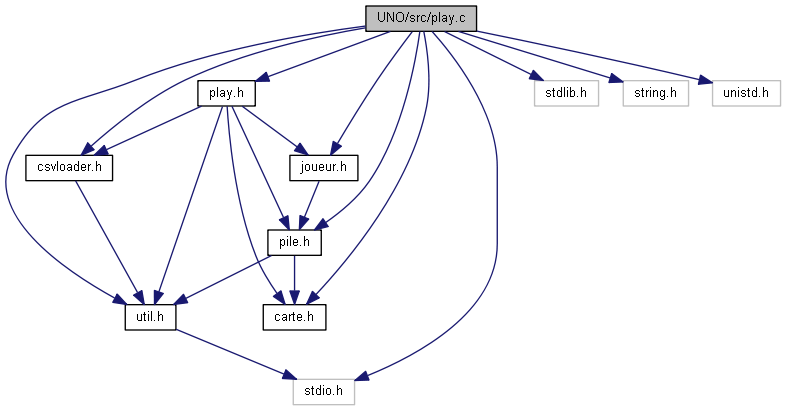 UNO/src/play.c
play.h
stdlib.h
string.h
unistd.h
csvloader.h
joueur.h
pile.h
util.h
carte.h
stdio.h